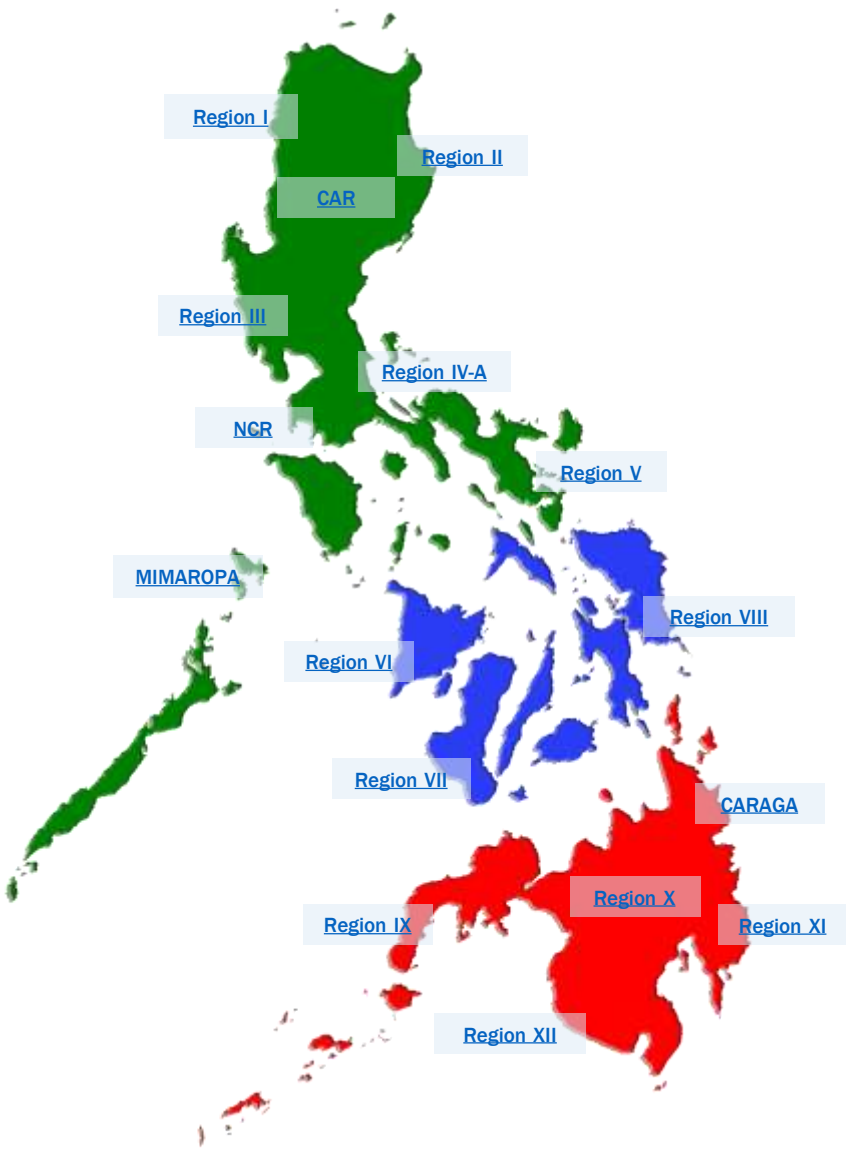 Region I
Region II
CAR
Region III
Region IV-A
NCR
Region V
MIMAROPA
Region VIII
Region VI
Region VII
CARAGA
Region X
Region IX
Region XI
Region XII